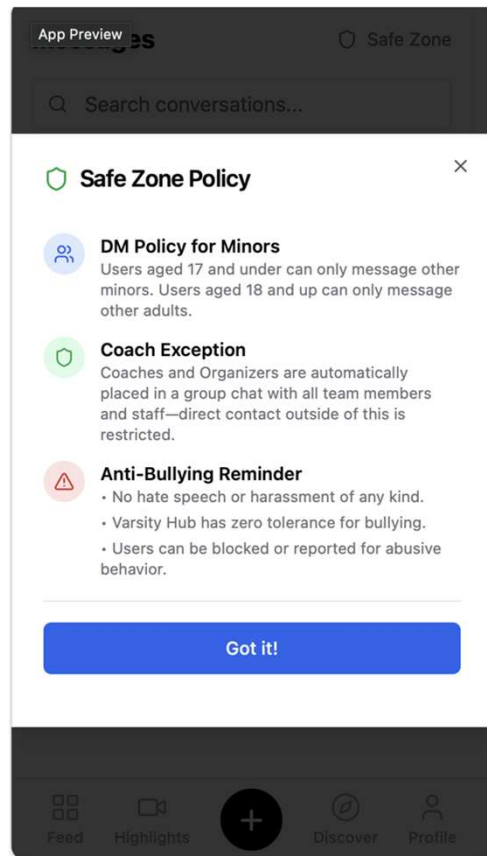 App Preview
Messages
Safe Zone
Search conversations...
Safe Zone Policy
DM Policy for Minors
Users aged 17 and under can only message other
minors. Users aged 18 and up can only message
other adults.
Coach Exception
Coaches and Organizers are automatically
placed in a group chat with all team members
and staff—direct contact outside of this is
restricted.
Anti-Bullying Reminder
• No hate speech or harassment of any kind.
• Varsity Hub has zero tolerance for bullying.
• Users can be blocked or reported for abusive
behavior.
Got it!
Feed
Highlights
Discover
Profile